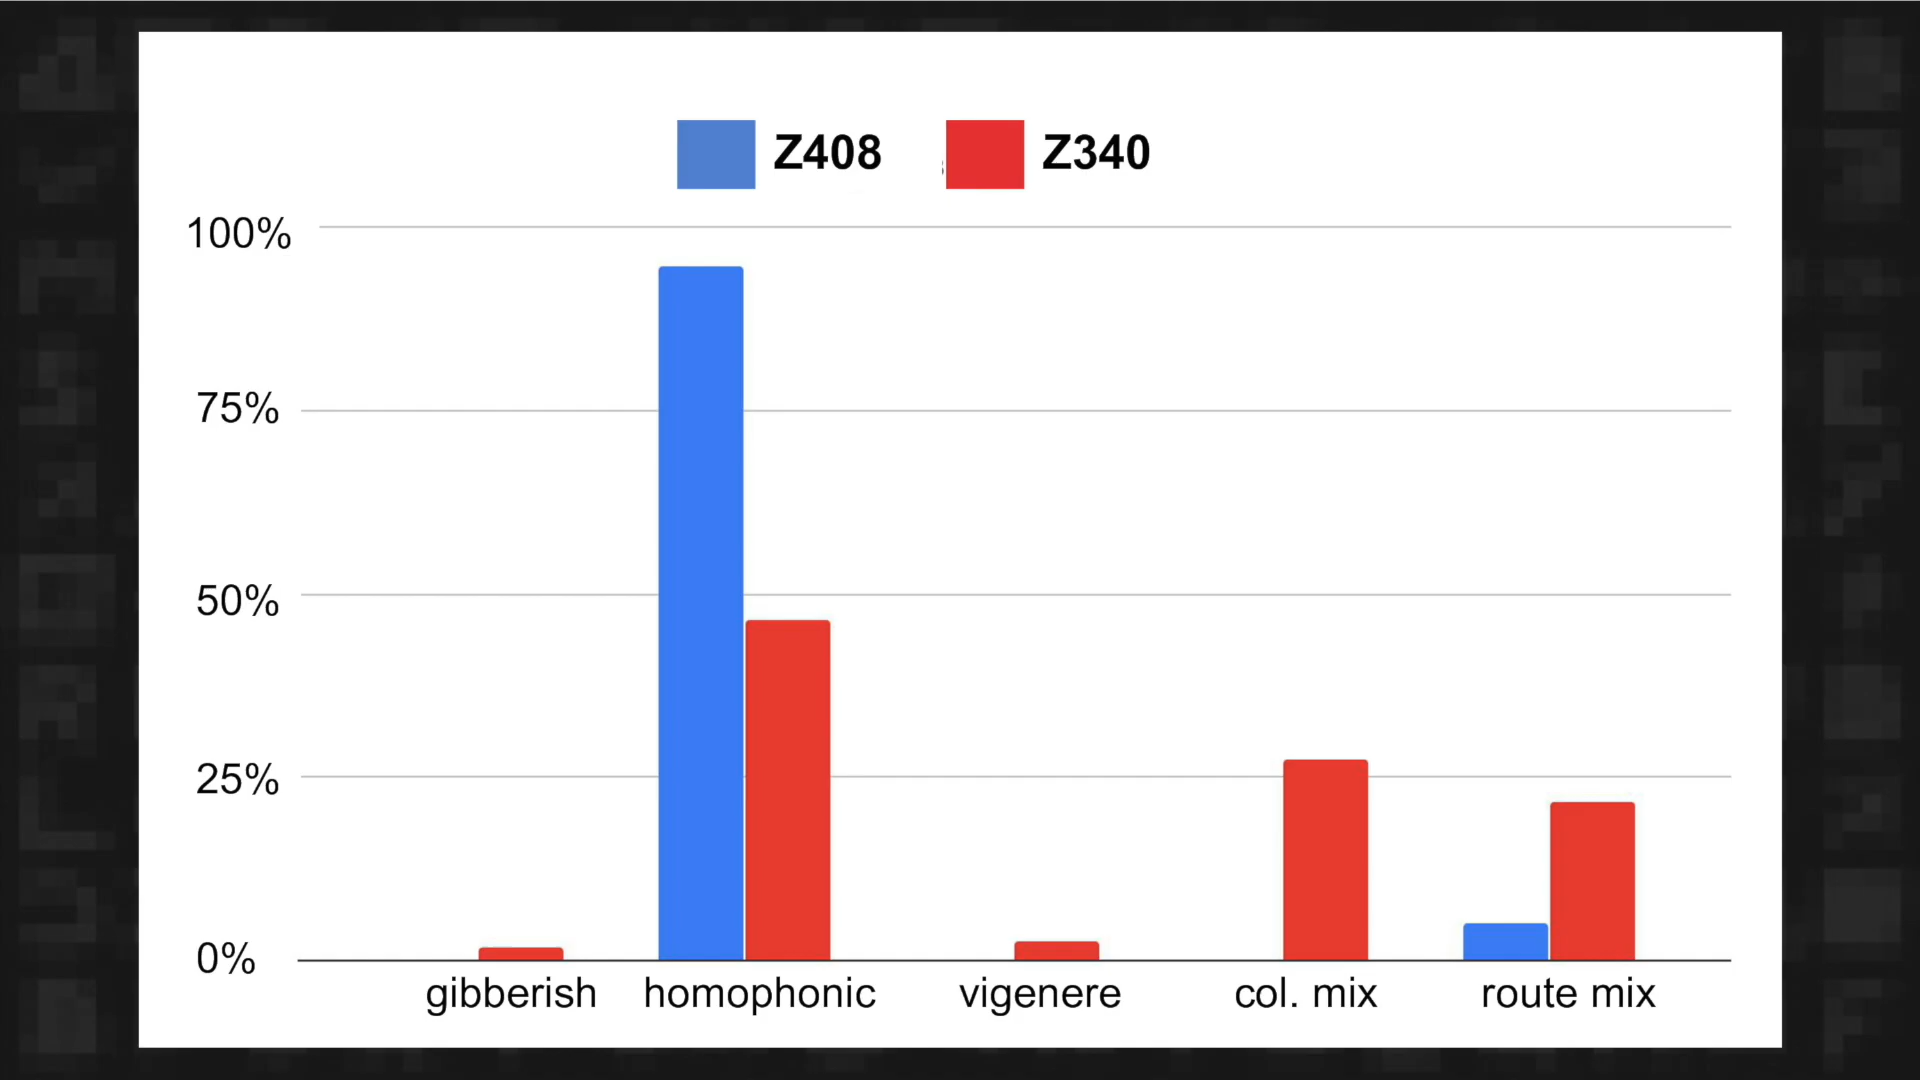 Z408 Z340
100%
75%
50%
25%
0%
gibberish homophonic vigenere col. mix route mix